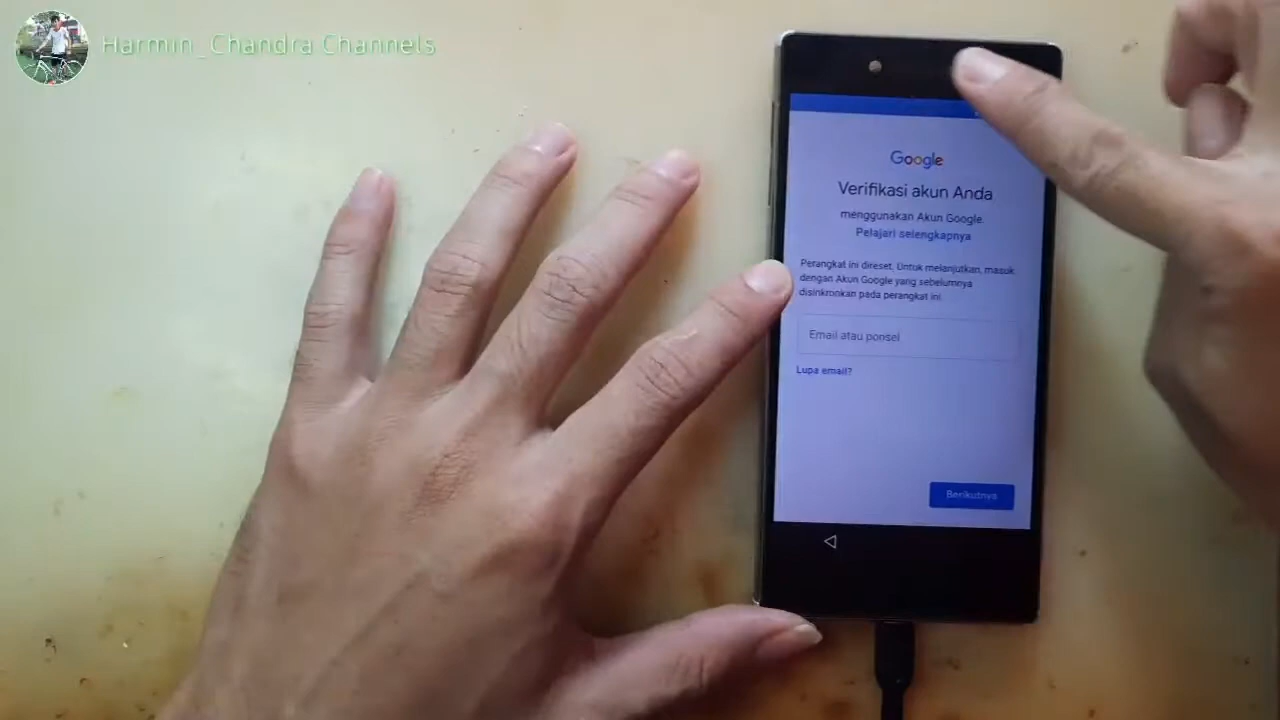 Harmin_Chandra Channels
Google
Verifikasi akun Anda
menggunakan Akun Google.
Pelajari selengkapnya
Perangkat ini direset. Untuk melanjutkan, masuk
dengan Akun Google yang sebelumnya
disinkronkan pada perangkat ini.
Email atau ponsel
Lupa email?
Berikutnya